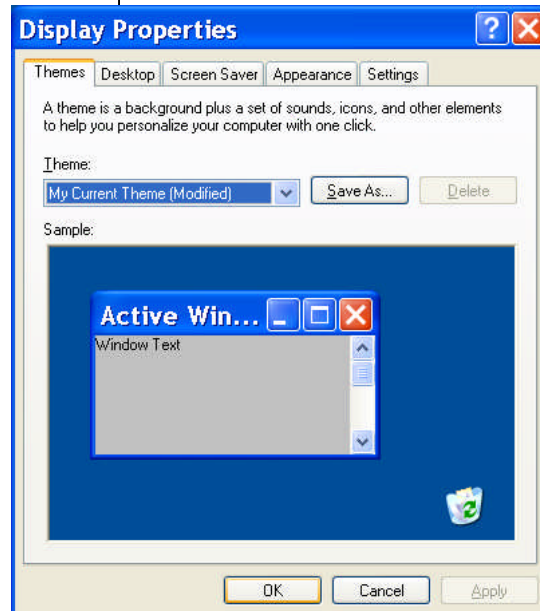 Display Properties
Themes Desktop Screen Saver Appearance Settings
A theme is a background plus a set of sounds, icons, and other elements
to help you personalize your computer with one click.
Theme:
My Current Theme (Modified) Save As... Delete
Sample:
Active Win...
Window Text
OK Cancel Apply